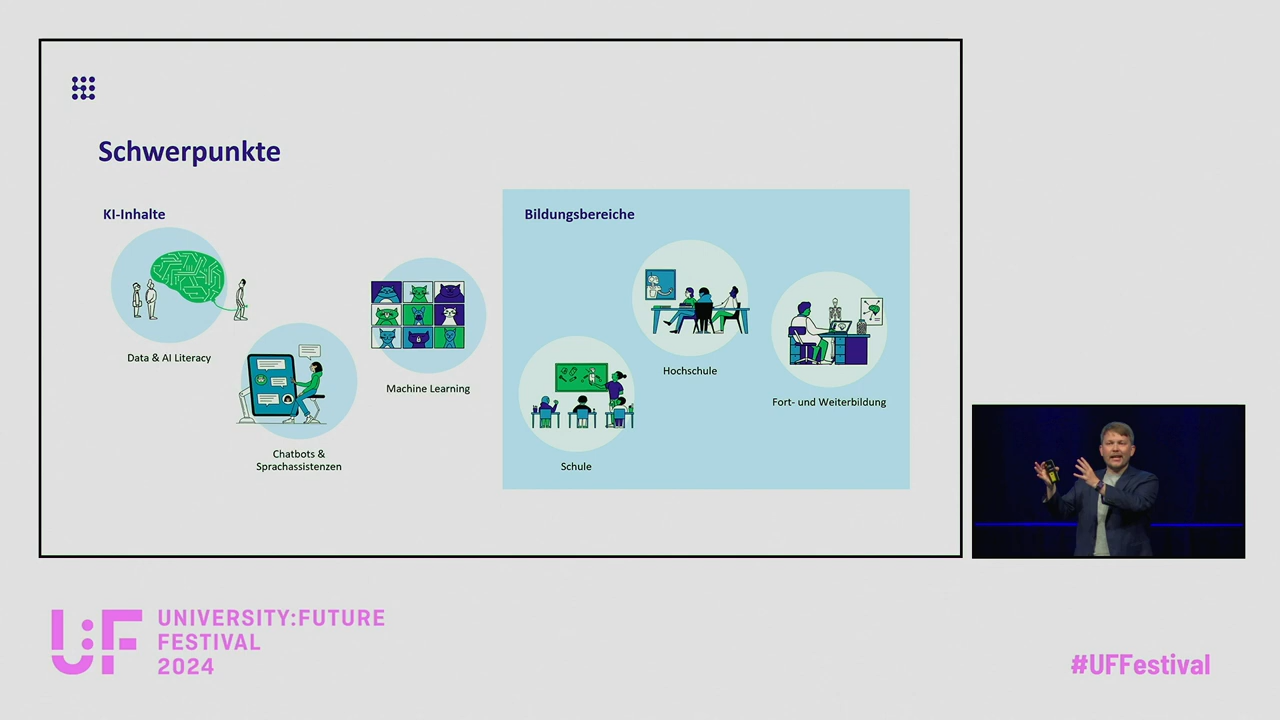 Schwerpunkte
KI-Inhalte
Data & AI Literacy
Chatbots &
Sprachassistenzen
Machine Learning
Bildungsbereiche
Schule
Hochschule
Fort- und Weiterbildung
U:F
UNIVERSITY:FUTURE
FESTIVAL
2024
#UFFestival